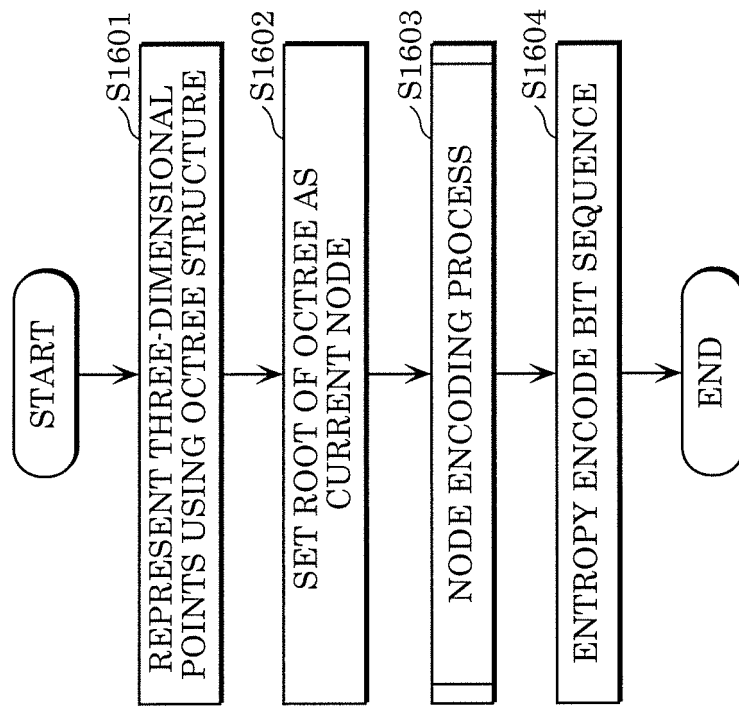 START
S1601
REPRESENT THREE-DIMENSIONAL
POINTS USING OCTREE STRUCTURE
S1602
SET ROOT OF OCTREE AS
CURRENT NODE
S1603
NODE ENCODING PROCESS
S1604
ENTROPY ENCODE BIT SEQUENCE
END